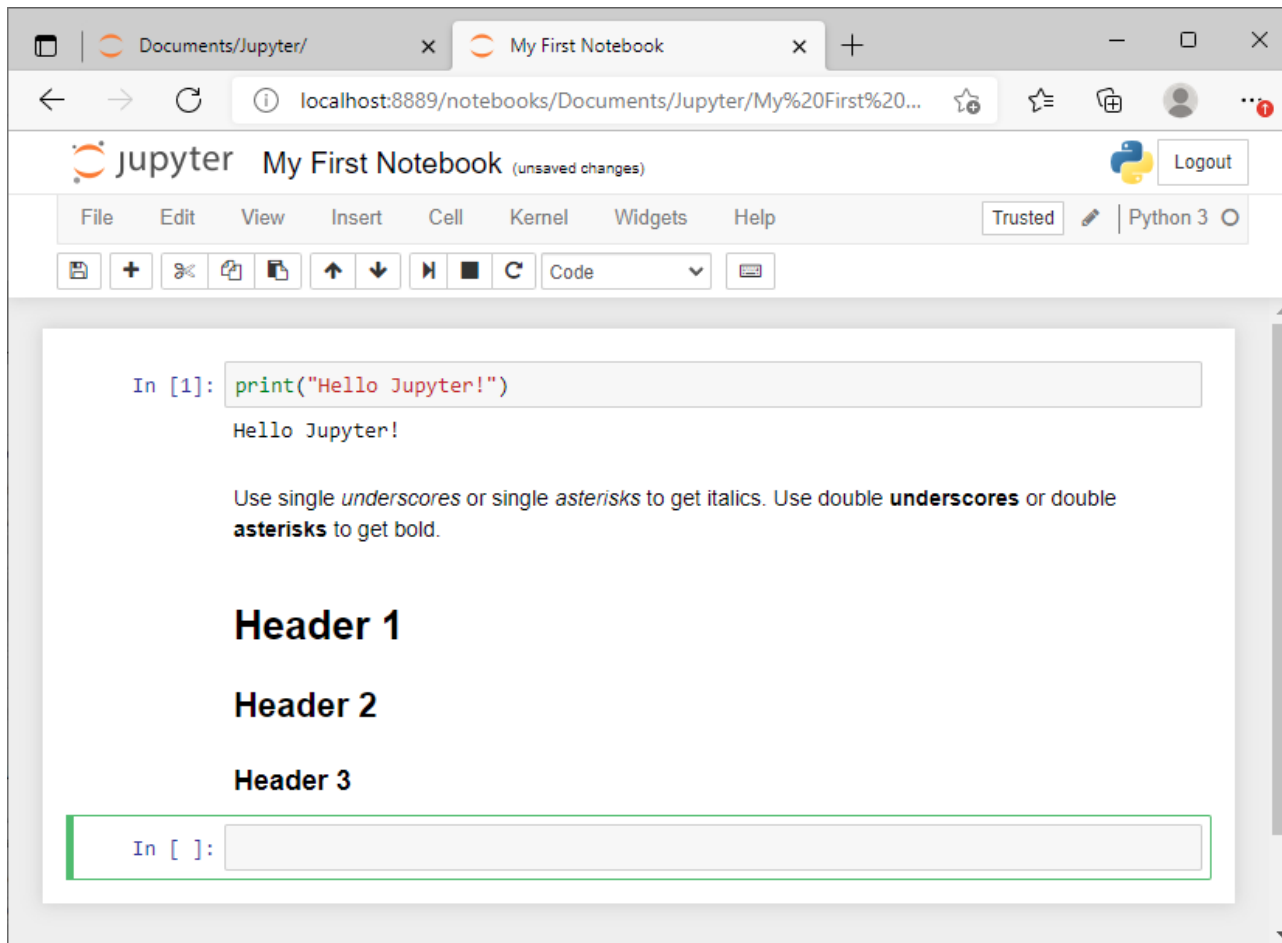 Documents/Jupyter/ My First Notebook
localhost:8889/notebooks/Documents/Jupyter/My%20First%20...
jupyter My First Notebook (unsaved changes) Logout
File Edit View Insert Cell Kernel Widgets Help Trusted Python 3
Code
In [1]: print("Hello Jupyter!")
Hello Jupyter!
Use single underscores or single asterisks to get italics. Use double underscores or double
asterisks to get bold.
Header 1
Header 2
Header 3
In [ ]: